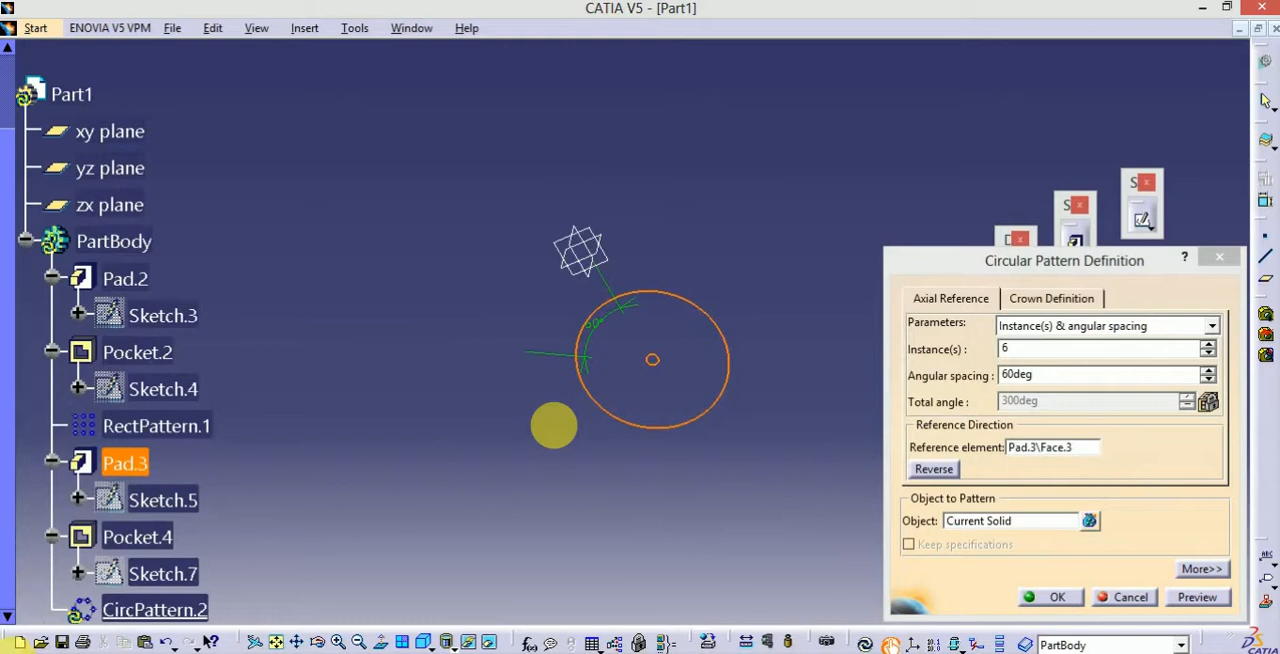 CATIA V5 - [Part1]
Start ENOVIA V5 VPM File Edit View Insert Tools Window Help
Part1
xy plane
yz plane
zx plane
PartBody
Pad.2
Sketch.3
Pocket.2
Sketch.4
RectPattern.1
Pad.3
Sketch.5
Pocket.4
Sketch.7
CircPattern.2
S
S
Circular Pattern Definition ?
Axial Reference Crown Definition
Parameters: Instance(s) & angular spacing
Instance(s) : 6
Angular spacing : 60deg
Total angle : 300deg
Reference Direction
Reference element: Pad.3\Face.3
Reverse
Object to Pattern
Object: Current Solid
Keep specifications
More>>
OK Cancel Preview
PartBody
CATIA